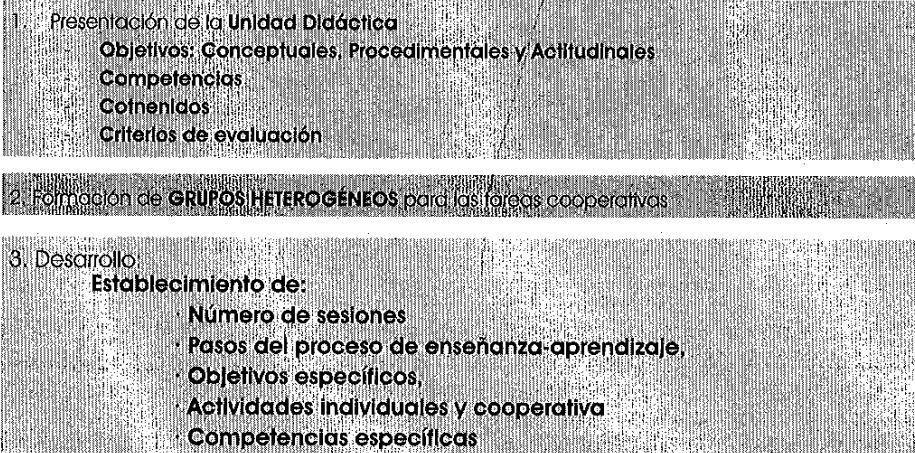 1. Presentación de la Unidad Didáctica
Objetivos: Conceptuales, Procedimentales y Actitudinales
Competencias
Cotnenidos
Criterios de evaluación
2. Formación de GRUPOS HETEROGÉNEOS para las tareas cooperativas
3. Desarrollo
Establecimiento de:
· Número de sesiones
· Pasos del proceso de enseñanza-aprendizaje,
· Objetivos específicos,
· Actividades individuales y cooperativa
· Competencias específicas